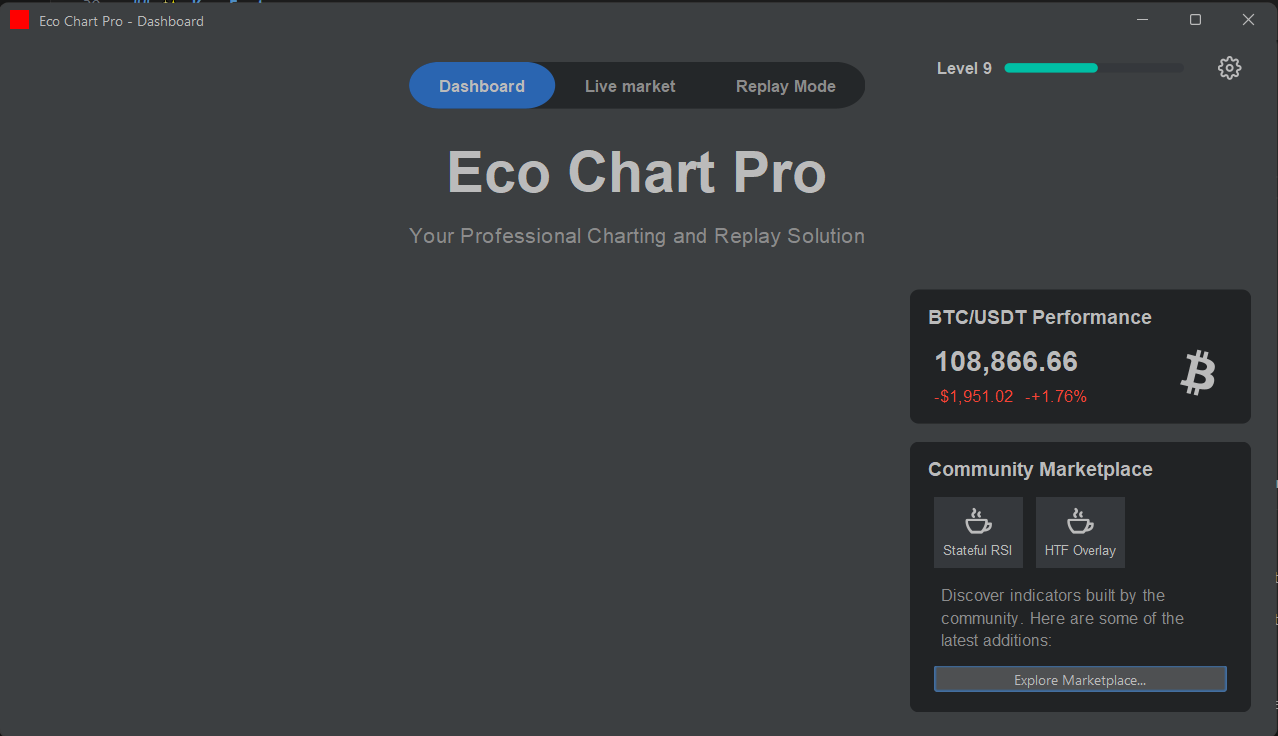 Eco Chart Pro - Dashboard
Level 9
Dashboard Live market Replay Mode
Eco Chart Pro
Your Professional Charting and Replay Solution
BTC/USDT Performance
108,866.66
-$1,951.02 -+1.76%
Community Marketplace
Stateful RSI HTF Overlay
Discover indicators built by the
community. Here are some of the
latest additions:
Explore Marketplace...